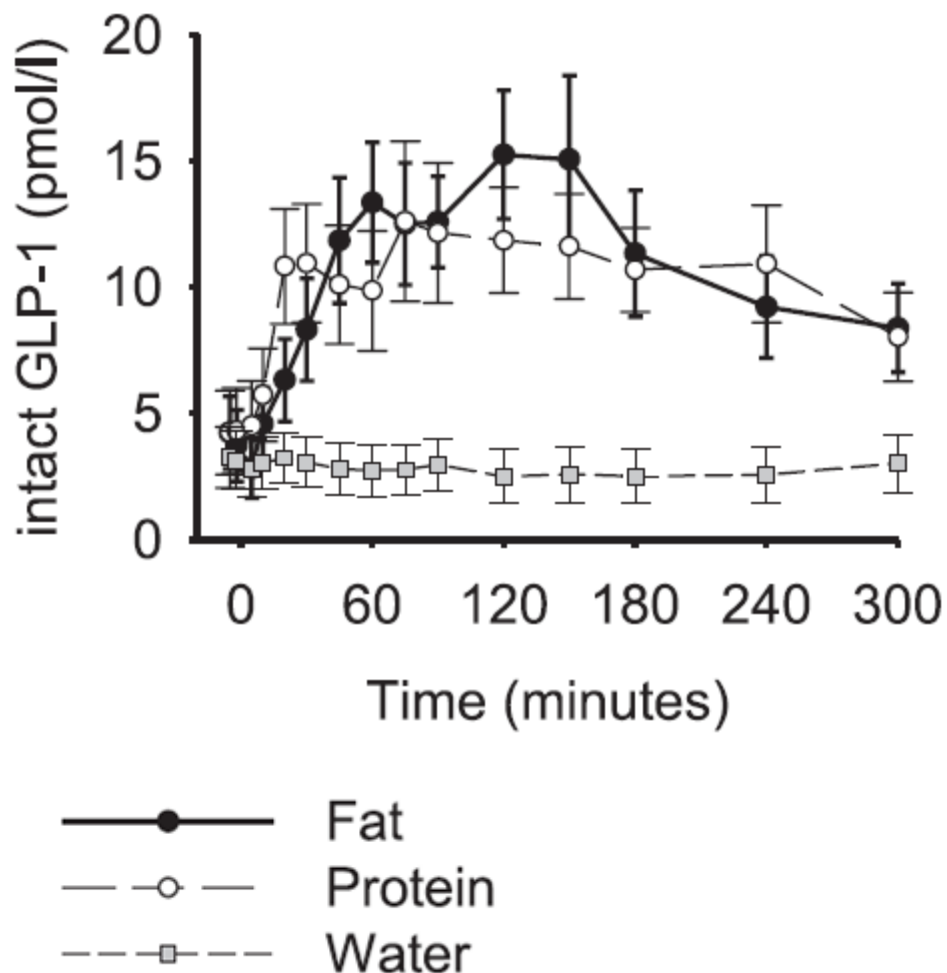 intact GLP-1 (pmol/l)
20
15
10
5
0
0 60 120 180 240 300
Time (minutes)
Fat
Protein
Water